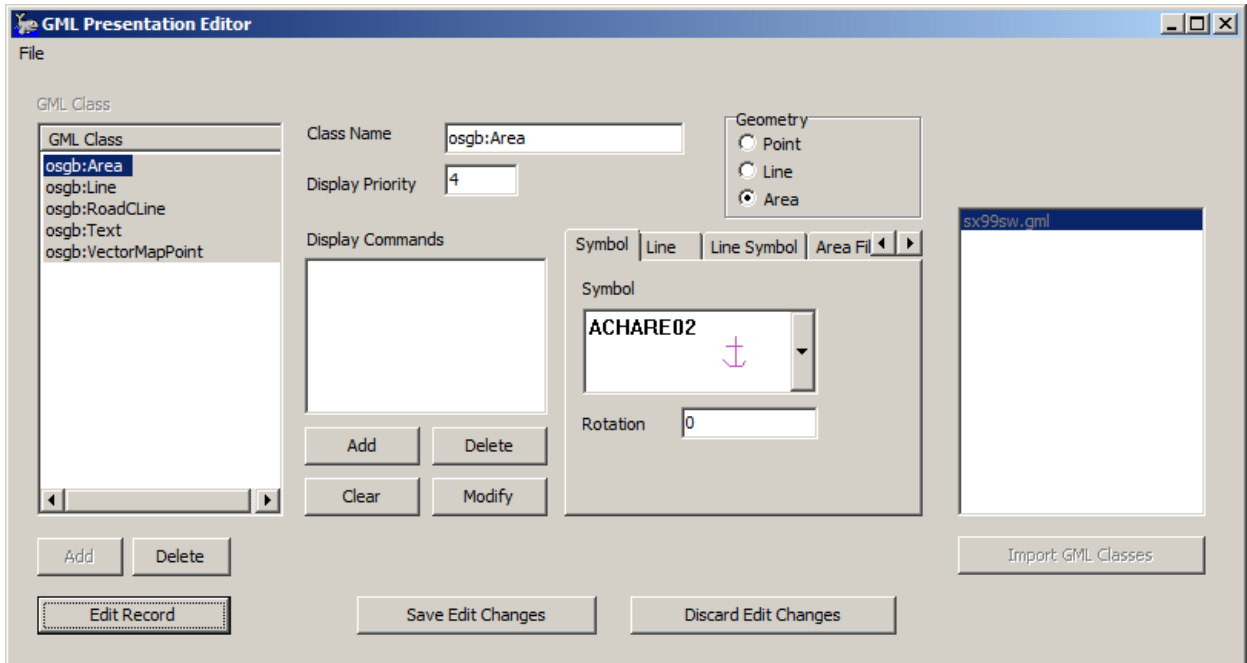 GML Presentation Editor
File
GML Class
GML Class
osgb:Area
osgb:Line
osgb:RoadCLine
osgb:Text
osgb:VectorMapPoint
Add
Delete
Edit Record
Class Name
osgb:Area
Display Priority
4
Display Commands
Add
Delete
Clear
Modify
Geometry
Point
Line
Area
Symbol
Line
Line Symbol
Area Fil
Symbol
ACHARE02
Rotation
0
sx99sw.gml
Import GML Classes
Save Edit Changes
Discard Edit Changes